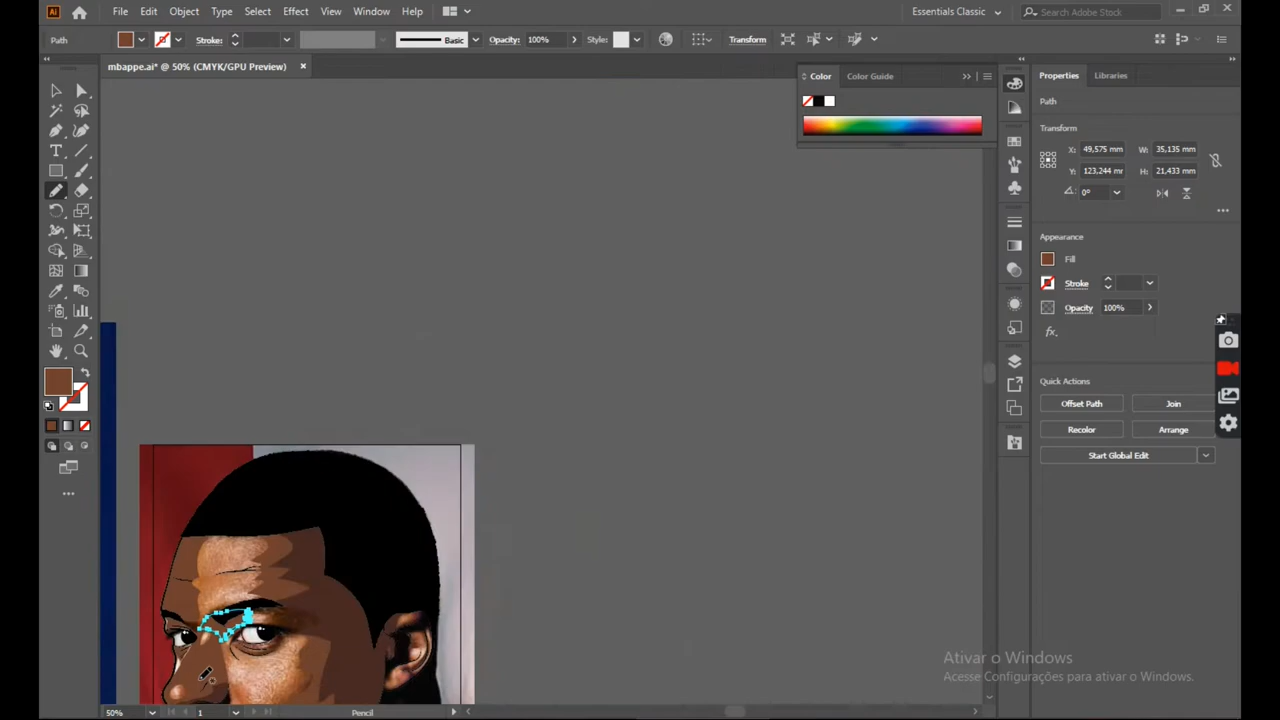 Ai File Edit Object Type Select Effect View Window Help Essentials Classic Search Adobe Stock
Path Stroke: Basic Opacity: 100% Style: Transform
mbappe.ai* @ 50% (CMYK/GPU Preview) ×
Color Color Guide
Properties Libraries
Path
Transform
X: 49,575 mm W: 35,135 mm
Y: 123,244 mr H: 21,433 mm
0°
Appearance
Fill
Stroke
Opacity 100%
fx.
Quick Actions
Offset Path Join
Recolor Arrange
Start Global Edit
Ativar o Windows
Acesse Configurações para ativar o Windows.
50% 1 Pencil